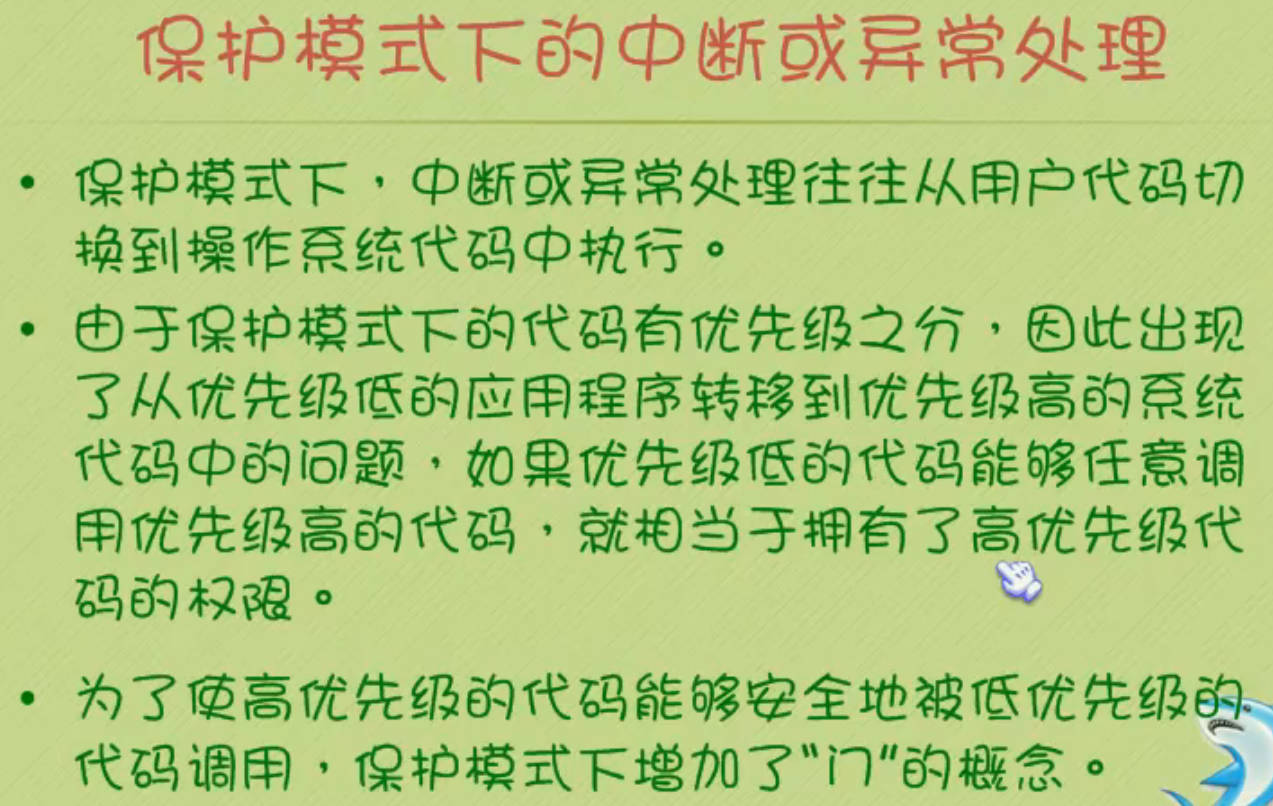 保护模式下的中断或异常处理
• 保护模式下，中断或异常处理往往从用户代码切
换到操作系统代码中执行。
• 由于保护模式下的代码有优先级之分，因此出现
了从优先级低的应用程序转移到优先级高的系统
代码中的问题，如果优先级低的代码能够任意调
用优先级高的代码，就相当于拥有了高优先级代
码的权限。
• 为了使高优先级的代码能够安全地被低优先级的
代码调用，保护模式下增加了“门”的概念。